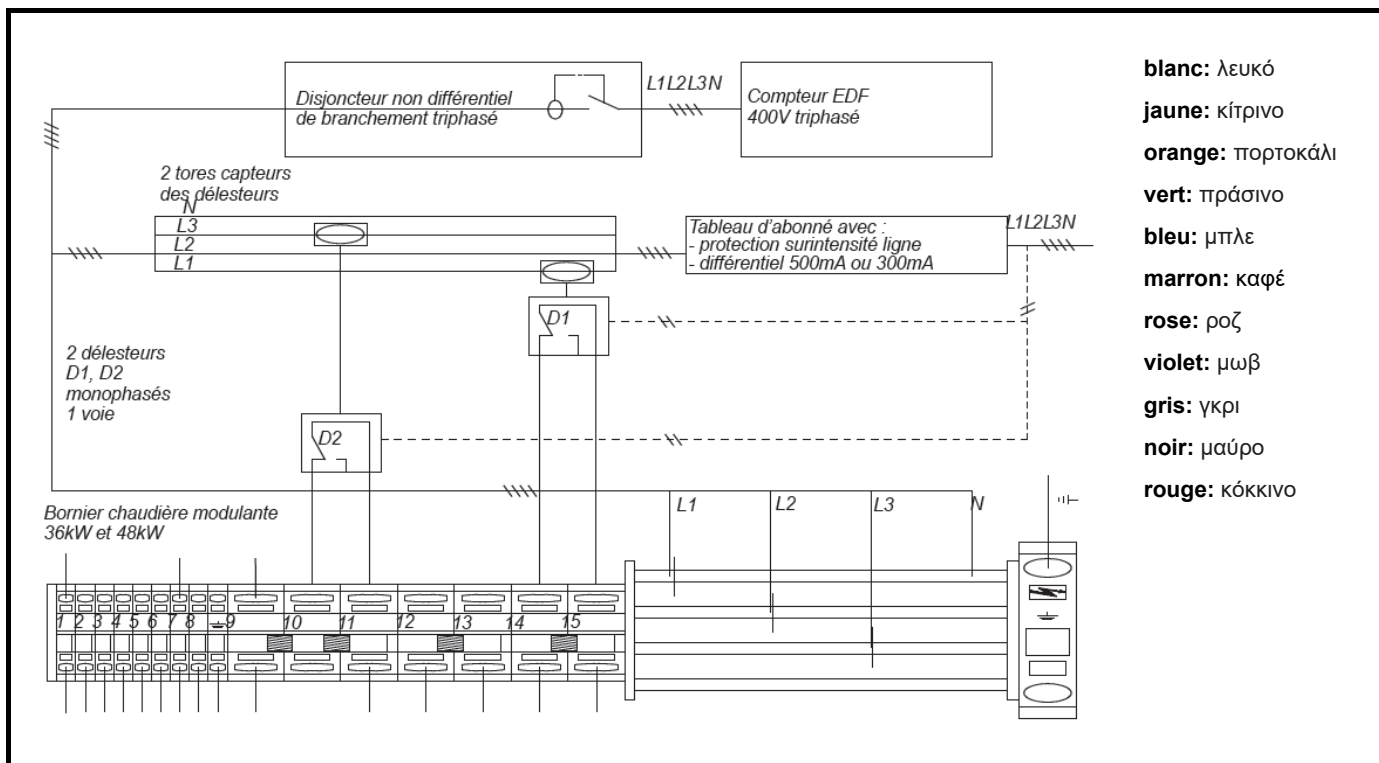 Disjoncteur non différentiel
de branchement triphasé
L1L2L3N
Compteur EDF
400V triphasé
2 tores capteurs
des délesteurs
N
L3
L2
L1
Tableau d'abonné avec :
- protection surintensité ligne
- différentiel 500mA ou 300mA
L1L2L3N
D1
2 délesteurs
D1, D2
monophasés
1 voie
D2
L1 L2 L3 N
Bornier chaudière modulante
36kW et 48kW
1 2 3 4 5 6 7 8 9 10 11 12 13 14 15
blanc: λευκό
jaune: κίτρινο
orange: πορτοκάλι
vert: πράσινο
bleu: μπλε
marron: καφέ
rose: ροζ
violet: μωβ
gris: γκρι
noir: μαύρο
rouge: κόκκινο